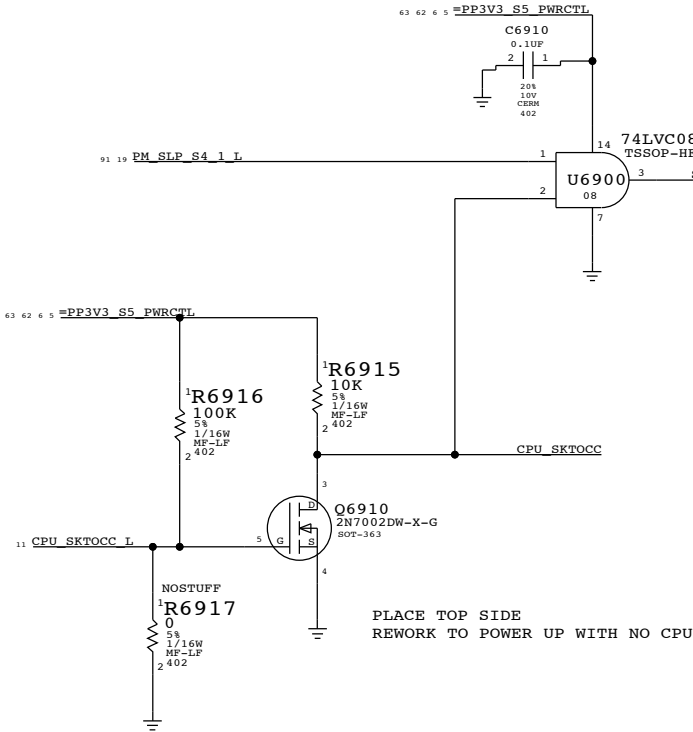 63 62 6 5 =PP3V3_S5_PWRCTL
C6910
0.1UF
2 1
20%
10V
CERM
402
14 74LVC08
TSSOP-HF
91 19 PM_SLP_S4_1_L 1
U6900 3
08
2
7
63 62 6 5 =PP3V3_S5_PWRCTL
1 R6915
10K
5%
1/16W
MF-LF
2 402
1 R6916
100K
5%
1/16W
MF-LF
2 402
CPU_SKTOCC
3
D
Q6910
2N7002DW-X-G
SOT-363
11 CPU_SKTOCC_L 5 G S
4
NOSTUFF
1 R6917
0
5%
1/16W
MF-LF
2 402
PLACE TOP SIDE
REWORK TO POWER UP WITH NO CPU